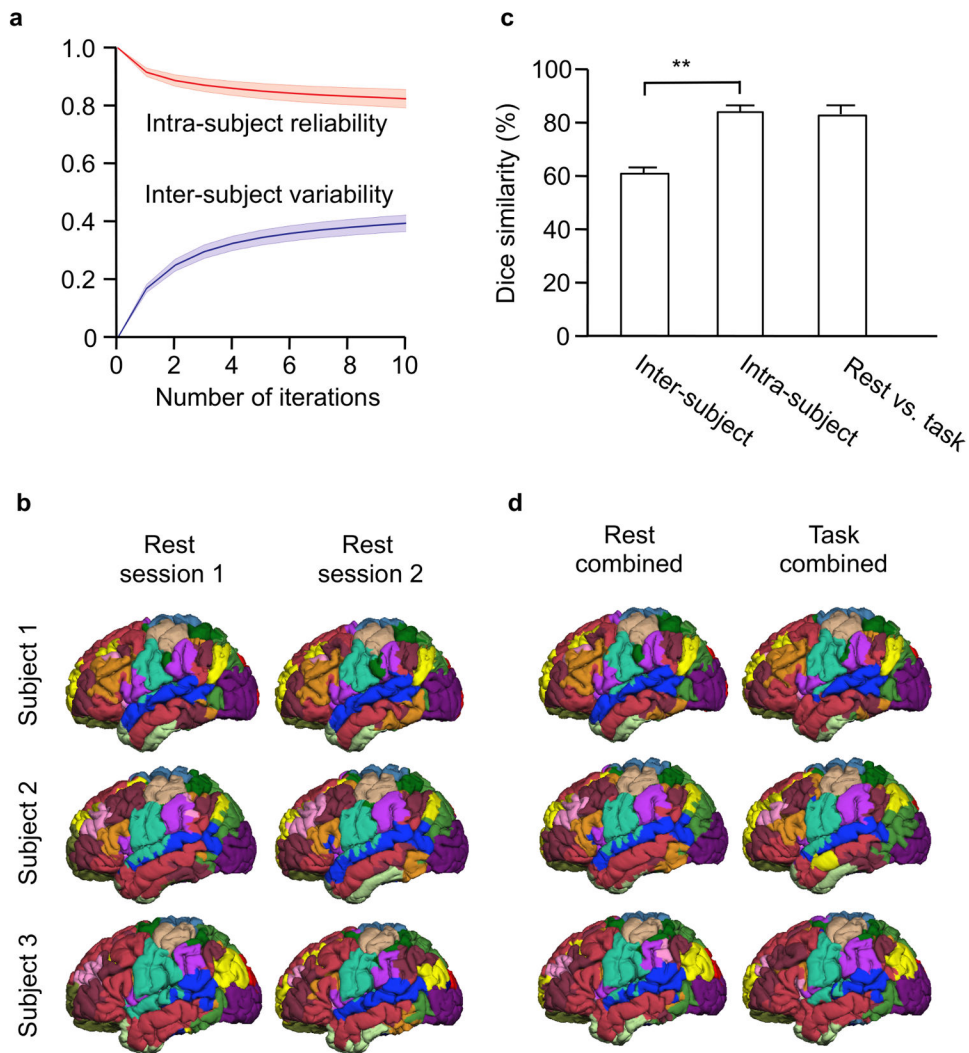 a
1.0
0.8
0.6
0.4
0.2
0
Intra-subject reliability
Inter-subject variability
0 2 4 6 8 10
Number of iterations
c
100
80
60
40
20
0
Dice similarity (%)
**
Inter-subject
Intra-subject
Rest vs. task
b
Rest
session 1
Rest
session 2
Subject 1
Subject 2
Subject 3
d
Rest
combined
Task
combined